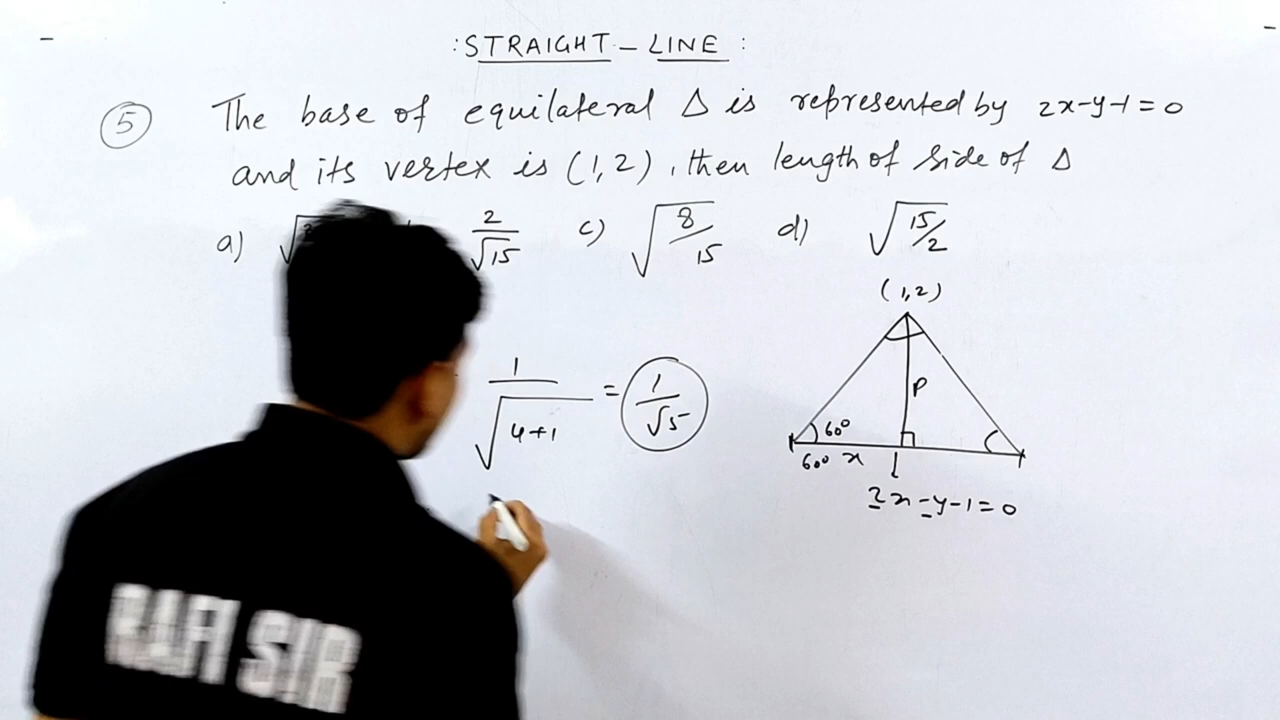 : STRAIGHT - LINE :
5 The base of equilateral Δ is represented by 2x-y-1=0
and its vertex is (1,2), then length of side of Δ
a) √ 2/√15 c) √8/15 d) √15/2
(1,2)
1/√4+1 = 1/√5
P
60°
60° x
2x-y-1=0
RAFI SIR